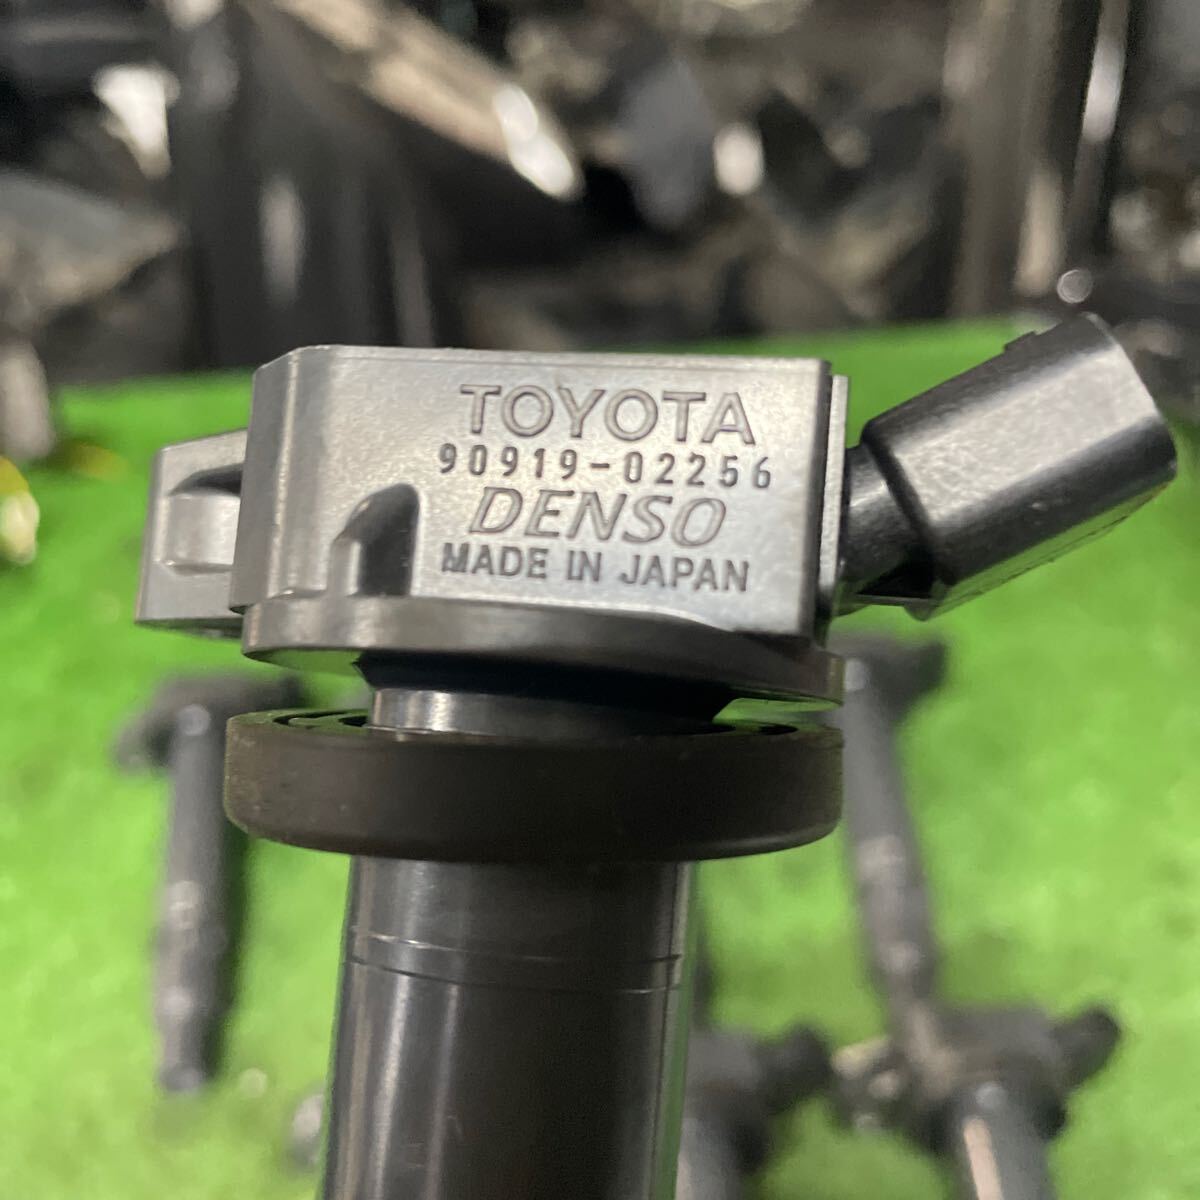 TOYOTA
90919-02256
DENSO
MADE IN JAPAN